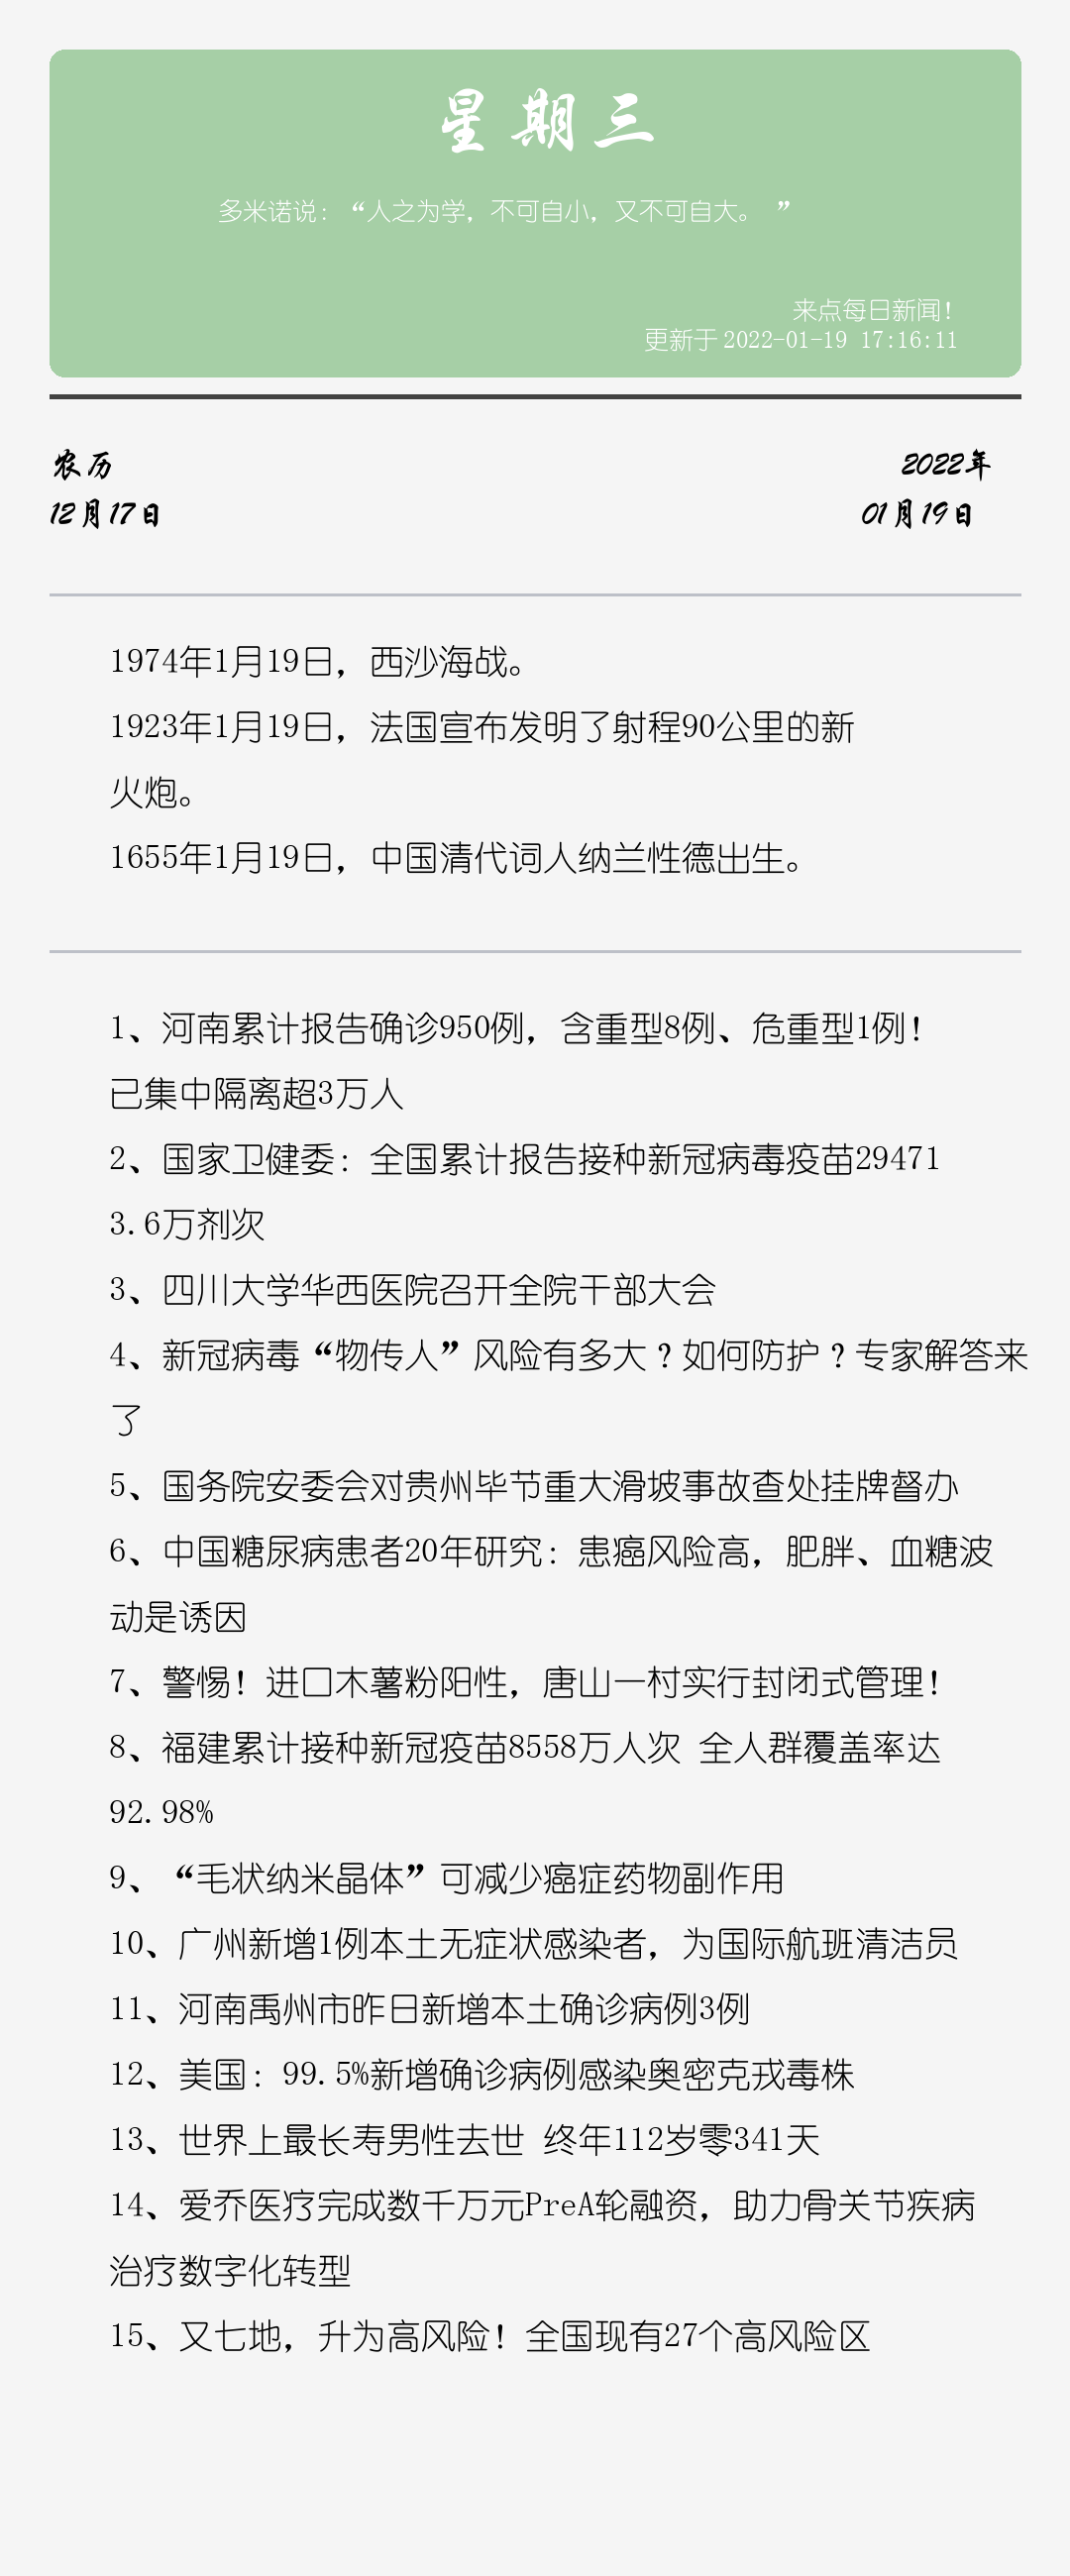 星期三
多米诺说：“人之为学，不可自小，又不可自大。 ”
来点每日新闻！
更新于2022-01-19 17:16:11
农历
2022年
12月17日
01月19日
1974年1月19日，西沙海战。
1923年1月19日，法国宣布发明了射程90公里的新
火炮。
1655年1月19日，中国清代词人纳兰性德出生。
1、河南累计报告确诊950例，含重型8例、危重型1例！
已集中隔离超3万人
2、国家卫健委：全国累计报告接种新冠病毒疫苗29471
3.6万剂次
3、四川大学华西医院召开全院干部大会
4、新冠病毒“物传人”风险有多大？如何防护？专家解答来
了
5、国务院安委会对贵州毕节重大滑坡事故查处挂牌督办
6、中国糖尿病患者20年研究：患癌风险高，肥胖、血糖波
动是诱因
7、警惕！进口木薯粉阳性，唐山一村实行封闭式管理！
8、福建累计接种新冠疫苗8558万人次 全人群覆盖率达
92.98%
9、“毛状纳米晶体”可减少癌症药物副作用
10、广州新增1例本土无症状感染者，为国际航班清洁员
11、河南禹州市昨日新增本土确诊病例3例
12、美国：99.5%新增确诊病例感染奥密克戎毒株
13、世界上最长寿男性去世 终年112岁零341天
14、爱乔医疗完成数千万元PreA轮融资，助力骨关节疾病
治疗数字化转型
15、又七地，升为高风险！全国现有27个高风险区